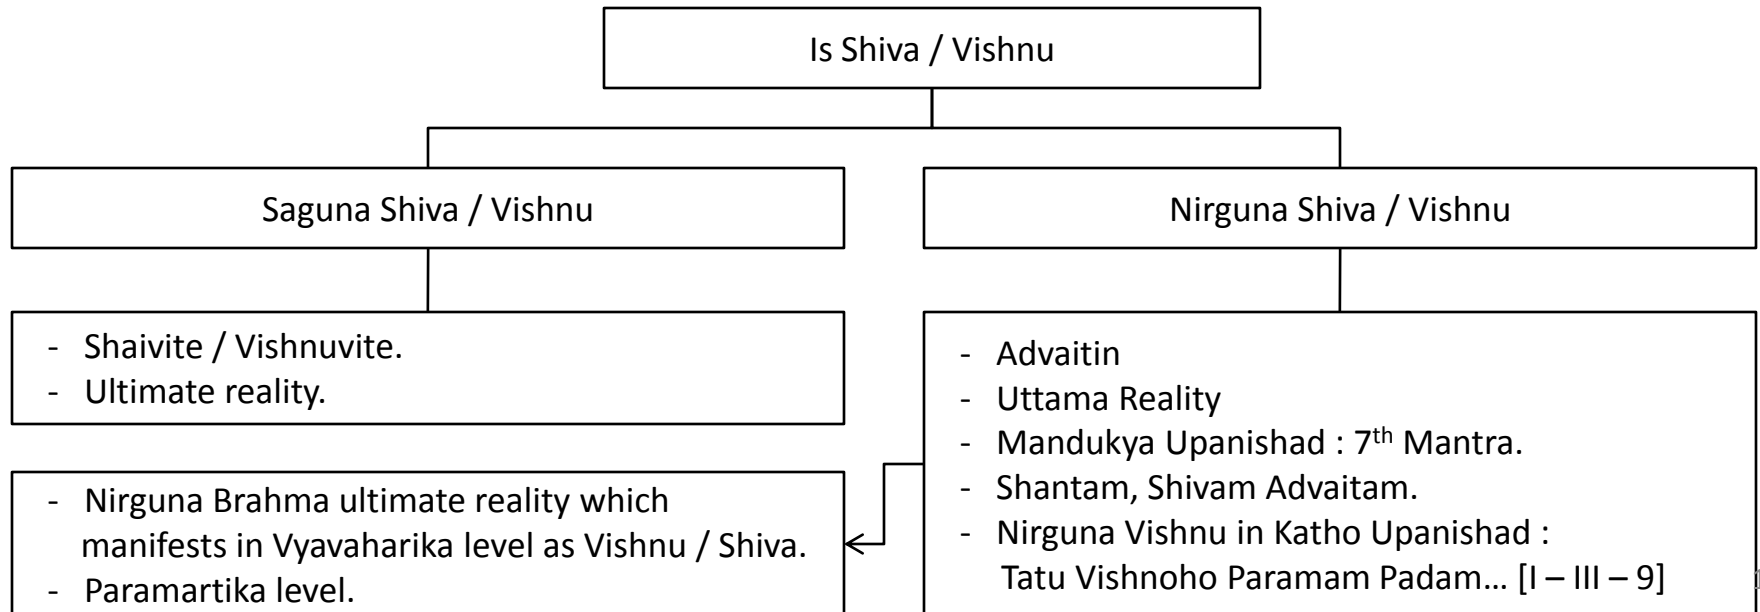 Is Shiva / Vishnu
Saguna Shiva / Vishnu
Nirguna Shiva / Vishnu
- Shaivite / Vishnuvite.
- Ultimate reality.
- Nirguna Brahma ultimate reality which
manifests in Vyavaharika level as Vishnu / Shiva.
- Paramartika level.
- Advaitin
- Uttama Reality
- Mandukya Upanishad : 7th Mantra.
- Shantam, Shivam Advaitam.
- Nirguna Vishnu in Katho Upanishad :
Tatu Vishnoho Paramam Padam... [I – III – 9]